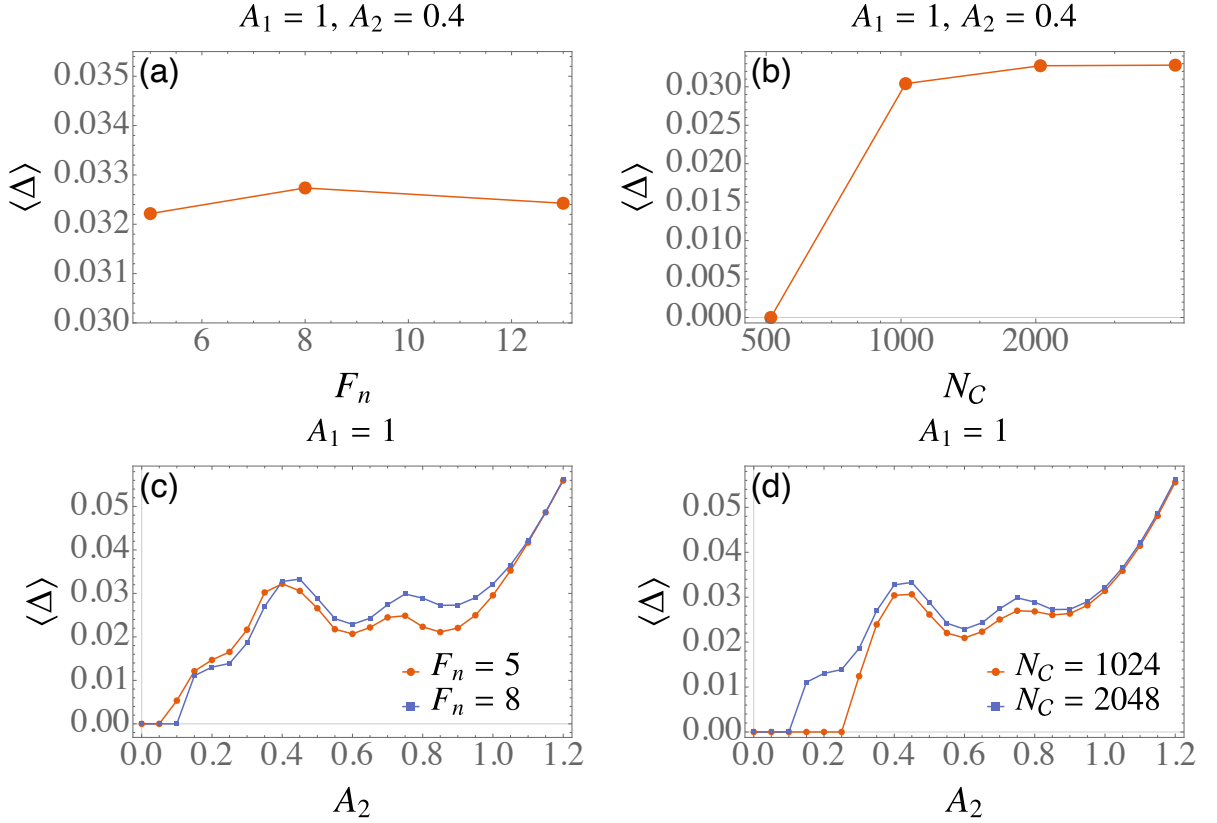 A₁ = 1, A₂ = 0.4
(a)
0.035
0.034
0.033
0.032
0.031
0.030
⟨Δ⟩
6 8 10 12
Fₙ
A₁ = 1, A₂ = 0.4
(b)
0.030
0.025
0.020
0.015
0.010
0.005
0.000
⟨Δ⟩
500 1000 2000
N_C
A₁ = 1
(c)
0.05
0.04
0.03
0.02
0.01
0.00
⟨Δ⟩
Fₙ = 5
Fₙ = 8
0.0 0.2 0.4 0.6 0.8 1.0 1.2
A₂
A₁ = 1
(d)
0.05
0.04
0.03
0.02
0.01
0.00
⟨Δ⟩
N_C = 1024
N_C = 2048
0.0 0.2 0.4 0.6 0.8 1.0 1.2
A₂